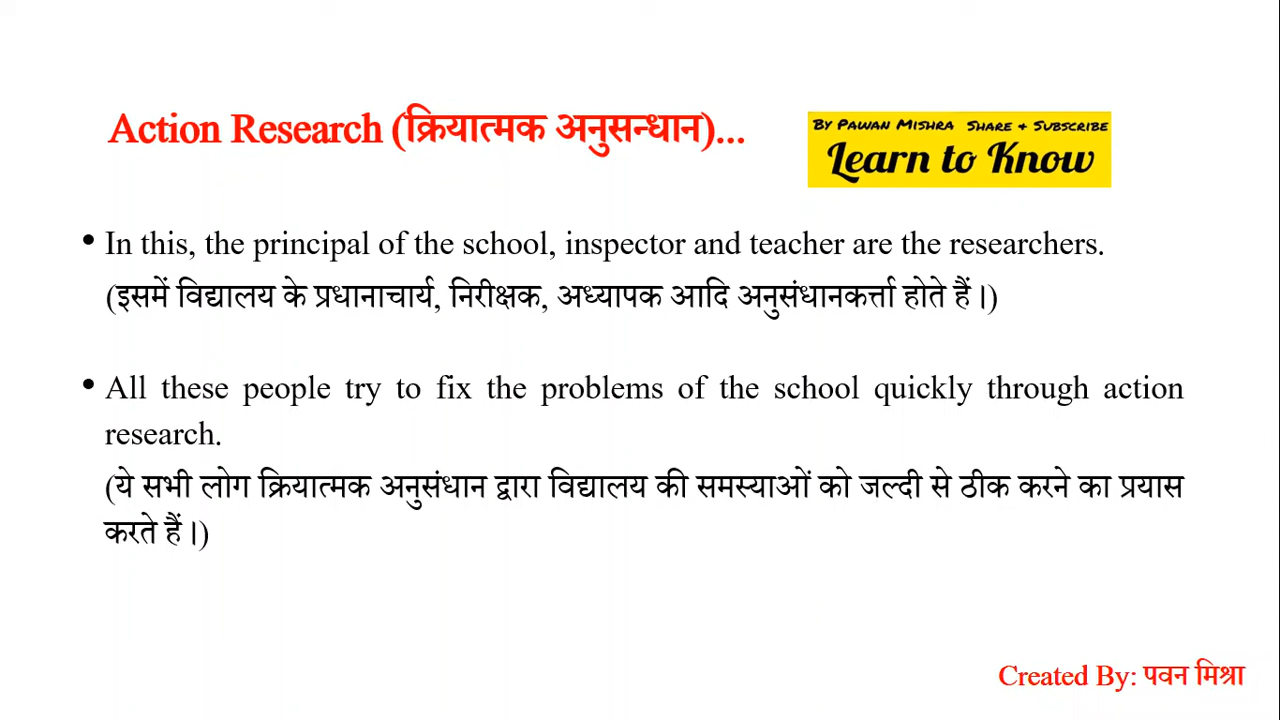 Action Research (क्रियात्मक अनुसन्धान)...
By Pawan Mishra Share & Subscribe
Learn to Know
• In this, the principal of the school, inspector and teacher are the researchers.
(इसमें विद्यालय के प्रधानाचार्य, निरीक्षक, अध्यापक आदि अनुसंधानकर्त्ता होते हैं।)
• All these people try to fix the problems of the school quickly through action
research.
(ये सभी लोग क्रियात्मक अनुसंधान द्वारा विद्यालय की समस्याओं को जल्दी से ठीक करने का प्रयास
करते हैं।)
Created By: पवन मिश्रा